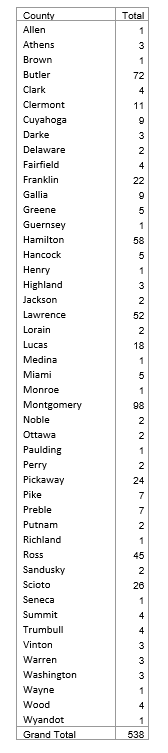 County Total
Allen 1
Athens 3
Brown 1
Butler 72
Clark 4
Clermont 11
Cuyahoga 9
Darke 3
Delaware 2
Fairfield 4
Franklin 22
Gallia 9
Greene 5
Guernsey 1
Hamilton 58
Hancock 5
Henry 1
Highland 3
Jackson 2
Lawrence 52
Lorain 2
Lucas 18
Medina 1
Miami 5
Monroe 1
Montgomery 98
Noble 2
Ottawa 2
Paulding 1
Perry 2
Pickaway 24
Pike 7
Preble 7
Putnam 2
Richland 1
Ross 45
Sandusky 2
Scioto 26
Seneca 1
Summit 4
Trumbull 4
Vinton 3
Warren 3
Washington 3
Wayne 1
Wood 4
Wyandot 1
Grand Total 538